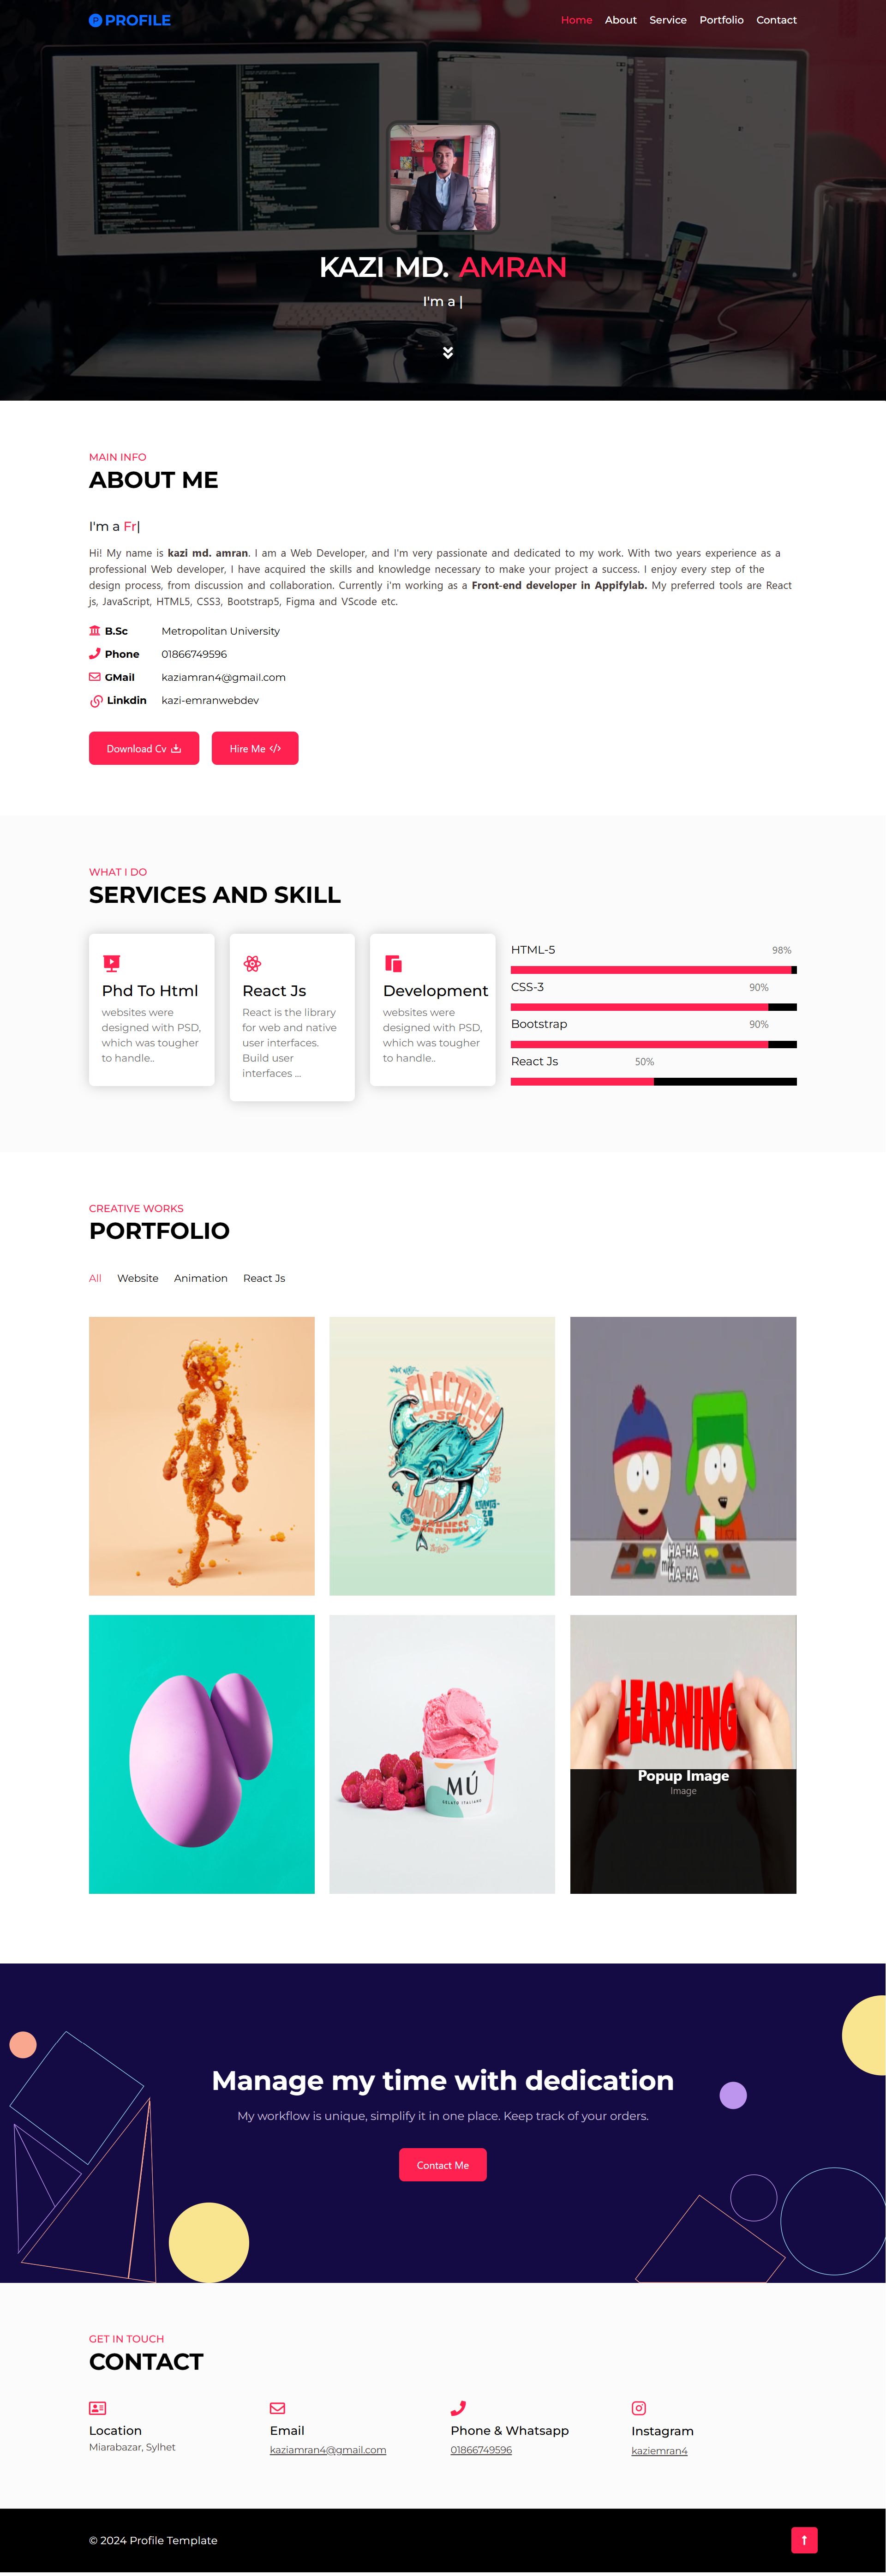 PROFILE
Home About Service Portfolio Contact
KAZI MD. AMRAN
I'm a |
MAIN INFO
ABOUT ME
I'm a Fr|
Hi! My name is kazi md. amran. I am a Web Developer, and I'm very passionate and dedicated to my work. With two years experience as a
professional Web developer, I have acquired the skills and knowledge necessary to make your project a success. I enjoy every step of the
design process, from discussion and collaboration. Currently i'm working as a Front-end developer in Appifylab. My preferred tools are React
js, JavaScript, HTML5, CSS3, Bootstrap5, Figma and VScode etc.
B.Sc Metropolitan University
Phone 01866749596
GMail kaziamran4@gmail.com
Linkdin kazi-emranwebdev
Download Cv Hire Me
WHAT I DO
SERVICES AND SKILL
Phd To Html
websites were
designed with PSD,
which was tougher
to handle..
React Js
React is the library
for web and native
user interfaces.
Build user
interfaces ...
Development
websites were
designed with PSD,
which was tougher
to handle..
HTML-5 98%
CSS-3 90%
Bootstrap 90%
React Js 50%
CREATIVE WORKS
PORTFOLIO
All Website Animation React Js
HA-HA
HA-HA
MÚ
GELATO ITALIANO
LEARNING
Popup Image
Image
Manage my time with dedication
My workflow is unique, simplify it in one place. Keep track of your orders.
Contact Me
GET IN TOUCH
CONTACT
Location
Miarabazar, Sylhet
Email
kaziamran4@gmail.com
Phone & Whatsapp
01866749596
Instagram
kaziemran4
© 2024 Profile Template